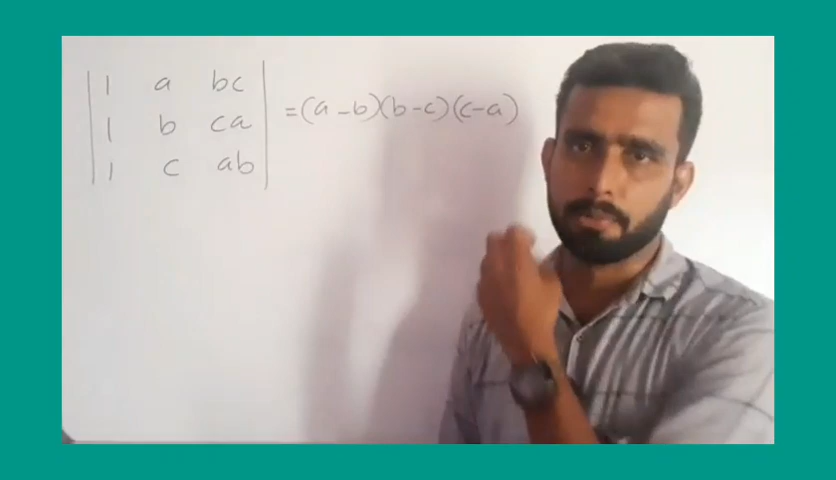 | 1 a bc |
| 1 b ca | = (a-b)(b-c)(c-a)
| 1 c ab |